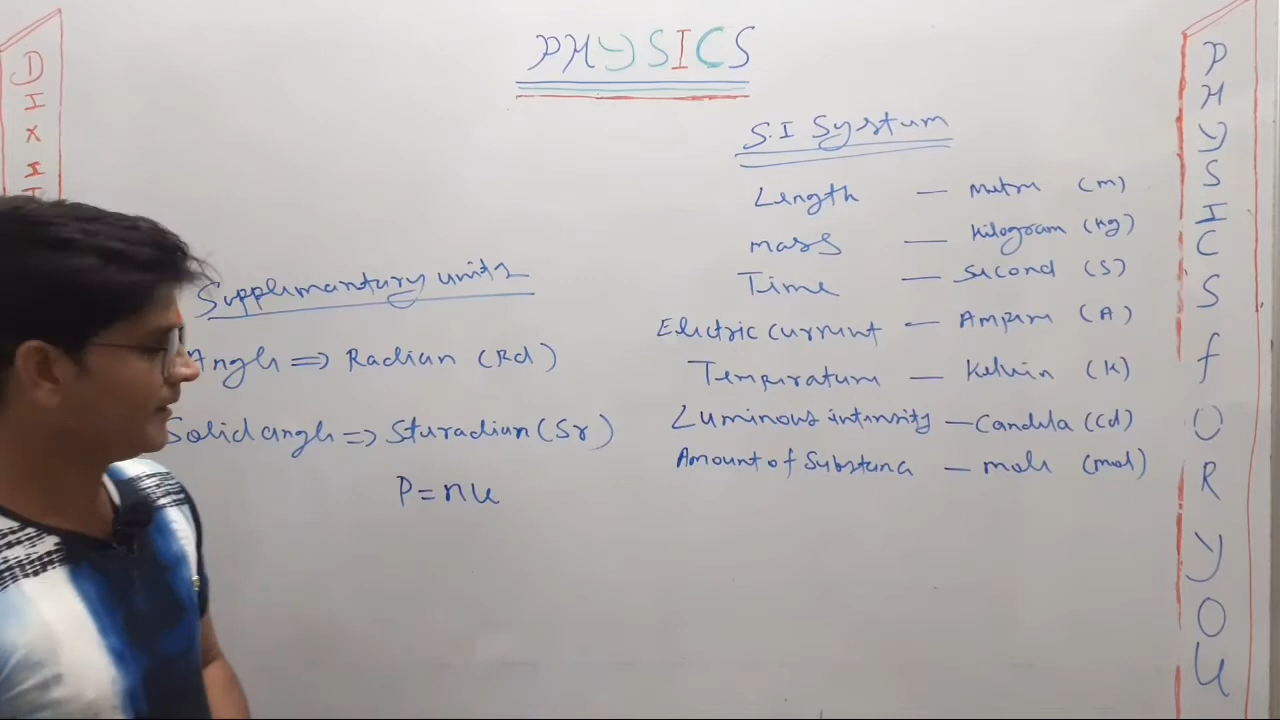 PHYSICS
S.I System
Length — Metre (m)
mass — Kilogram (Kg)
Time — Second (S)
Electric current — Ampere (A)
Temperature — Kelvin (K)
Luminous intensity — Candela (Cd)
Amount of Substance — mole (mol)
Supplementary units
Angle ⇒ Radian (Rd)
Solid angle ⇒ Steradian (Sr)
P = nu
DIXI
PHYSICS fOR YOU